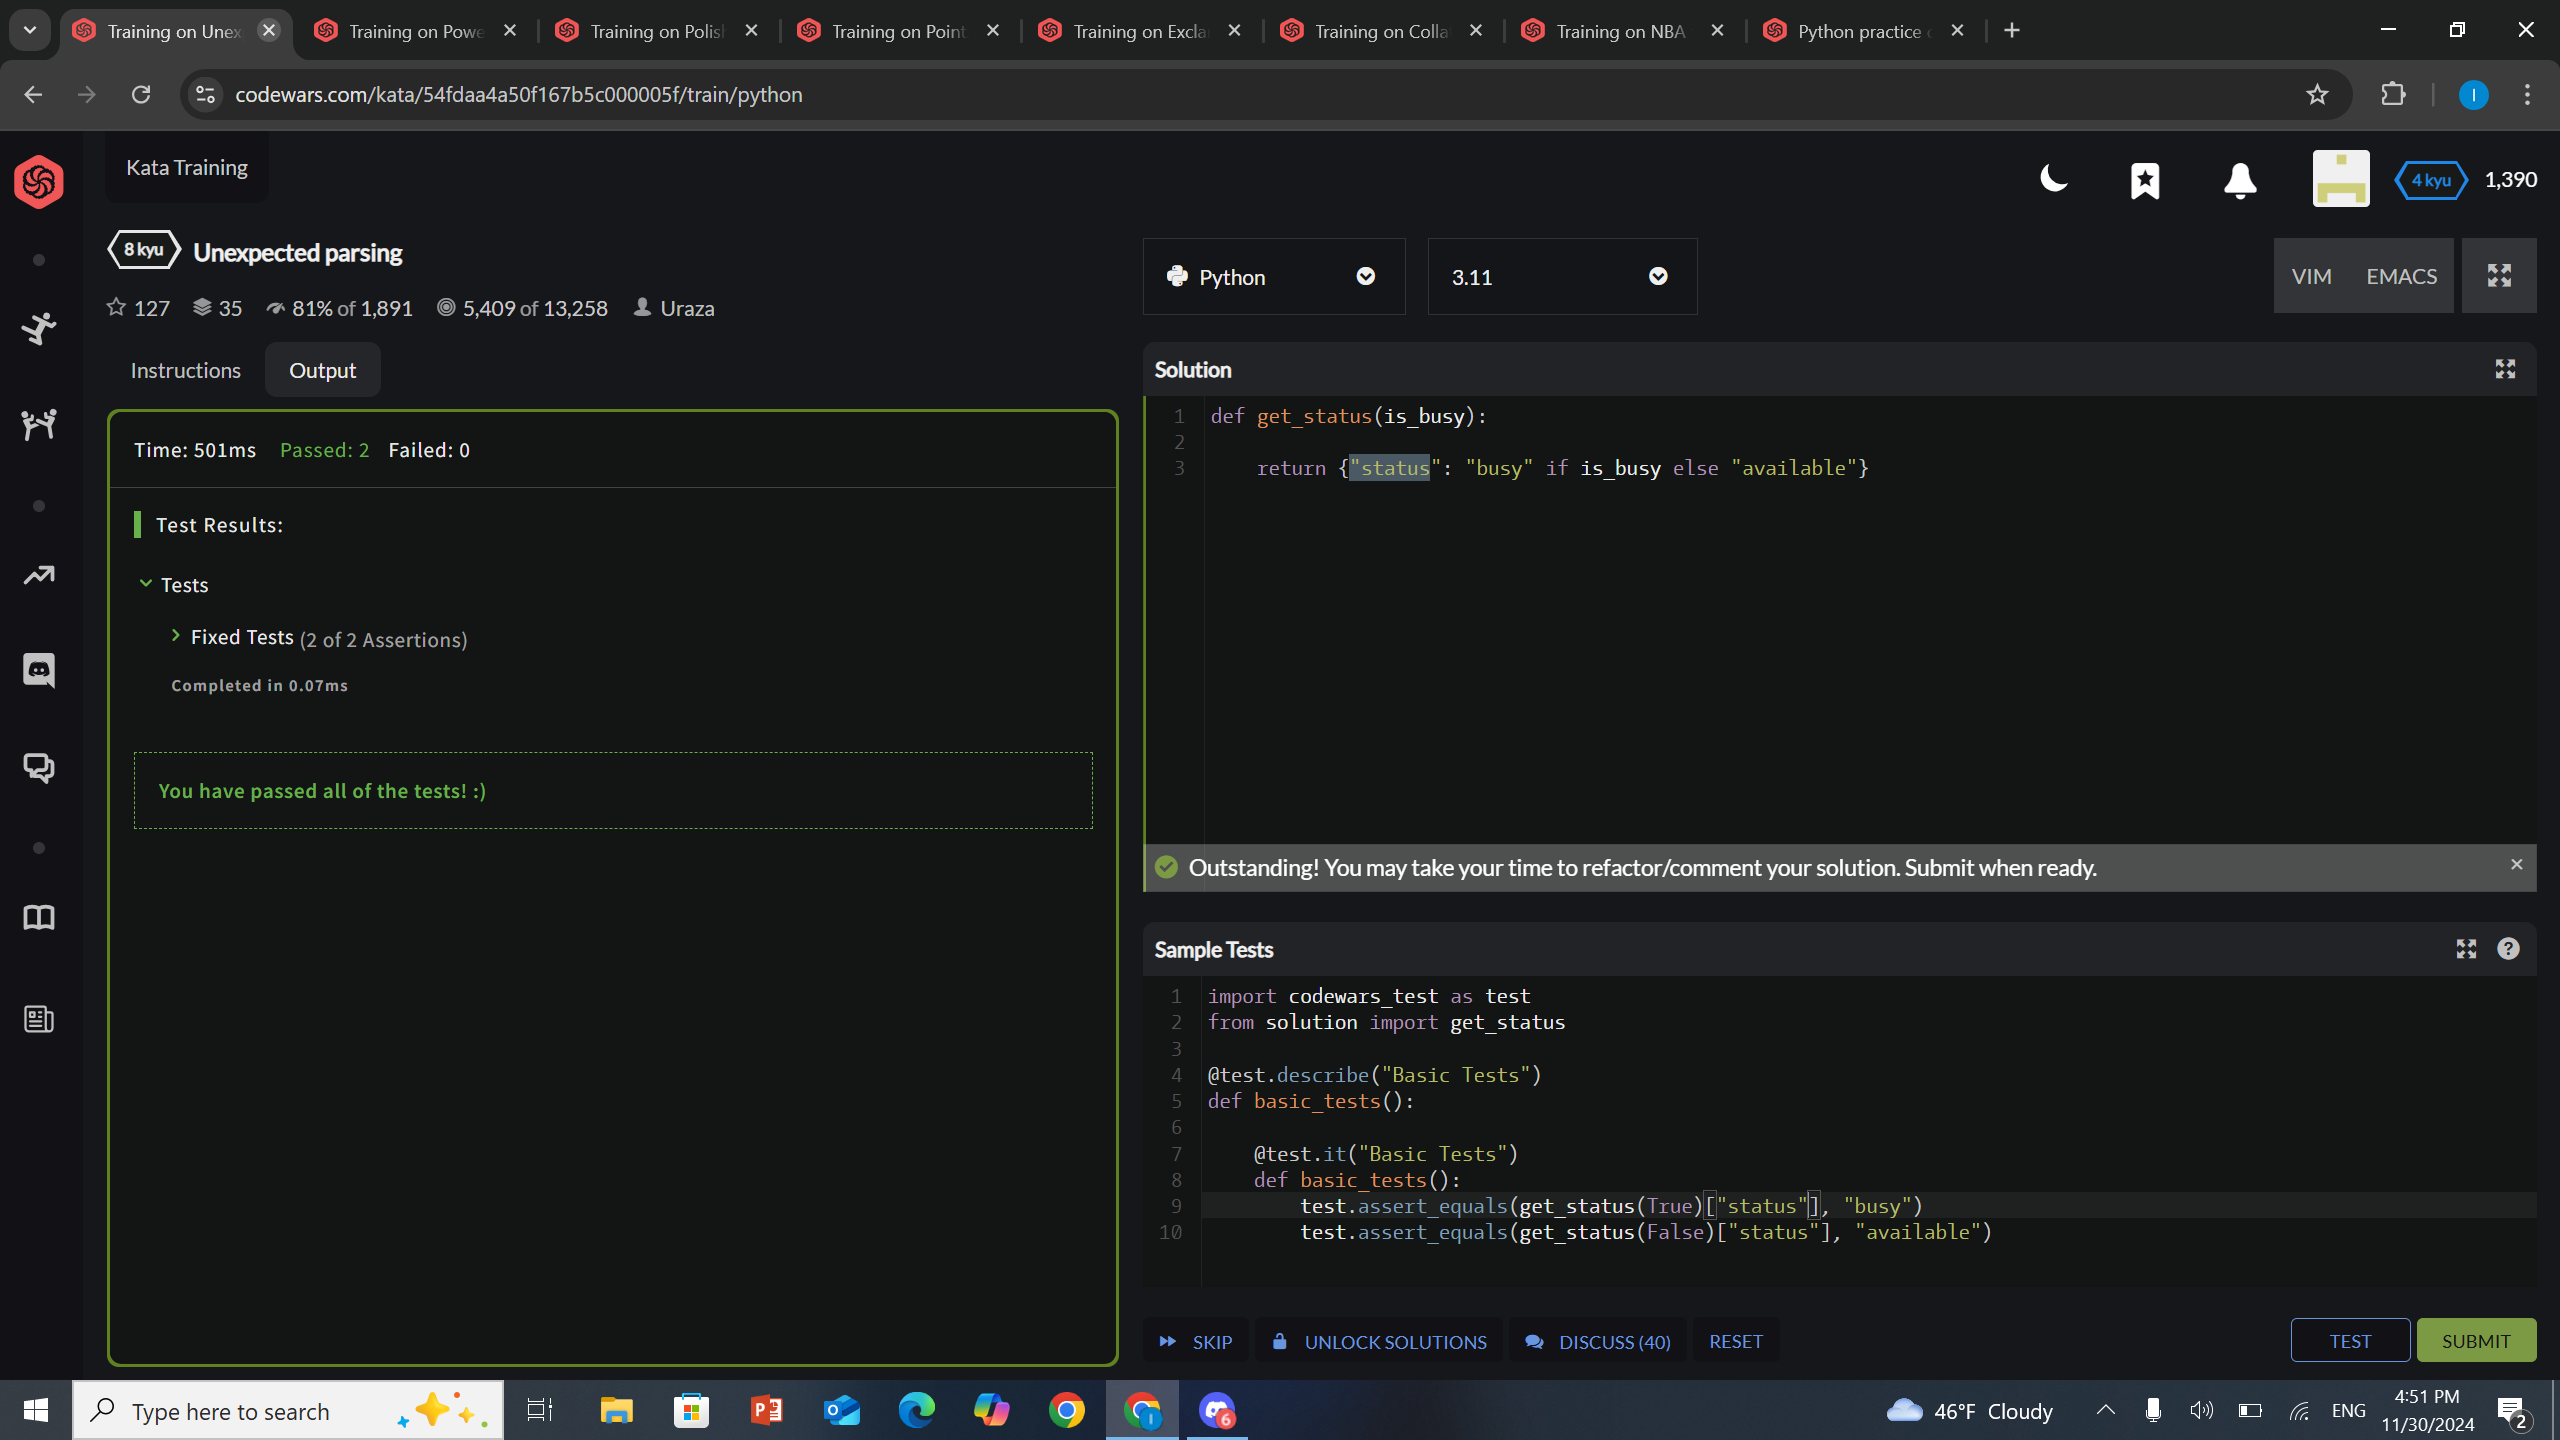 Training on Unex
Training on Powe
Training on Polis
Training on Point
Training on Excla
Training on Colla
Training on NBA
Python practice
codewars.com/kata/54fdaa4a50f167b5c000005f/train/python
Kata Training
4 kyu
1,390
8 kyu
Unexpected parsing
127
35
81% of 1,891
5,409 of 13,258
Uraza
Python
3.11
VIM
EMACS
Instructions
Output
Time: 501ms Passed: 2 Failed: 0
Test Results:
Tests
Fixed Tests (2 of 2 Assertions)
Completed in 0.07ms
You have passed all of the tests! :)
Solution
1 def get_status(is_busy):
2
3     return {"status": "busy" if is_busy else "available"}
Outstanding! You may take your time to refactor/comment your solution. Submit when ready.
Sample Tests
1 import codewars_test as test
2 from solution import get_status
3
4 @test.describe("Basic Tests")
5 def basic_tests():
6
7     @test.it("Basic Tests")
8     def basic_tests():
9         test.assert_equals(get_status(True)["status"], "busy")
10         test.assert_equals(get_status(False)["status"], "available")
SKIP
UNLOCK SOLUTIONS
DISCUSS (40)
RESET
TEST
SUBMIT
Type here to search
6
46°F Cloudy
ENG
4:51 PM
11/30/2024
2